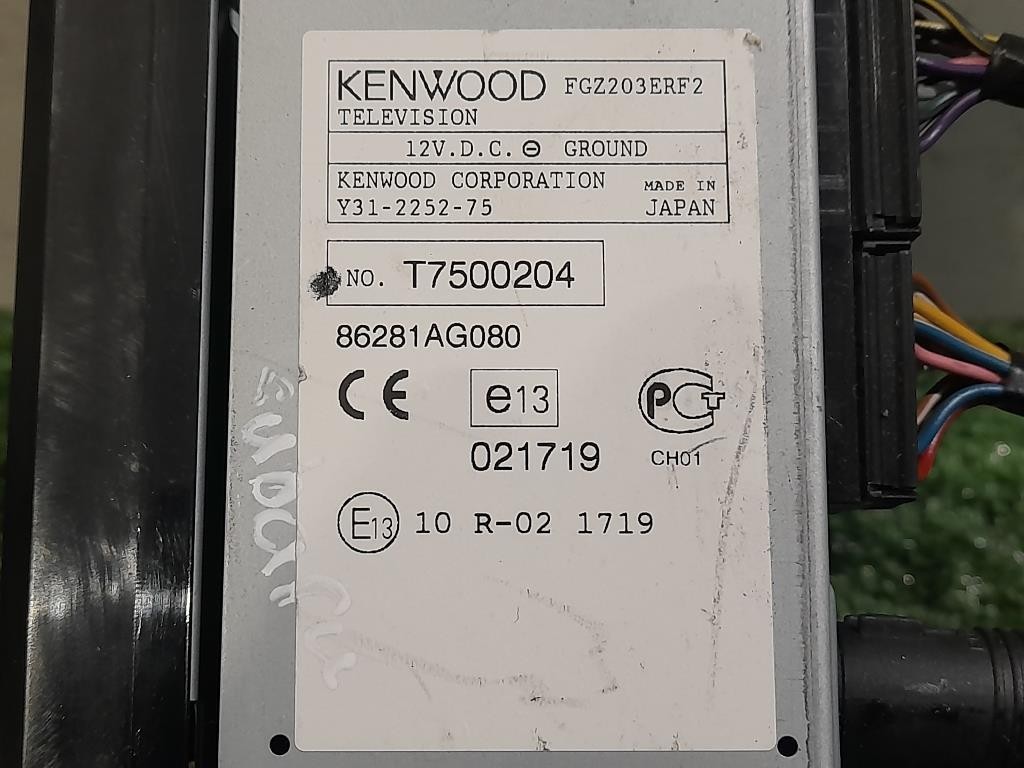 KENWOOD FGZ203ERF2
TELEVISION
12V.D.C. ⊖ GROUND
KENWOOD CORPORATION MADE IN
Y31-2252-75 JAPAN
NO. T7500204
86281AG080
CE e13 PCT
021719 CH01
E13 10 R-02 1719